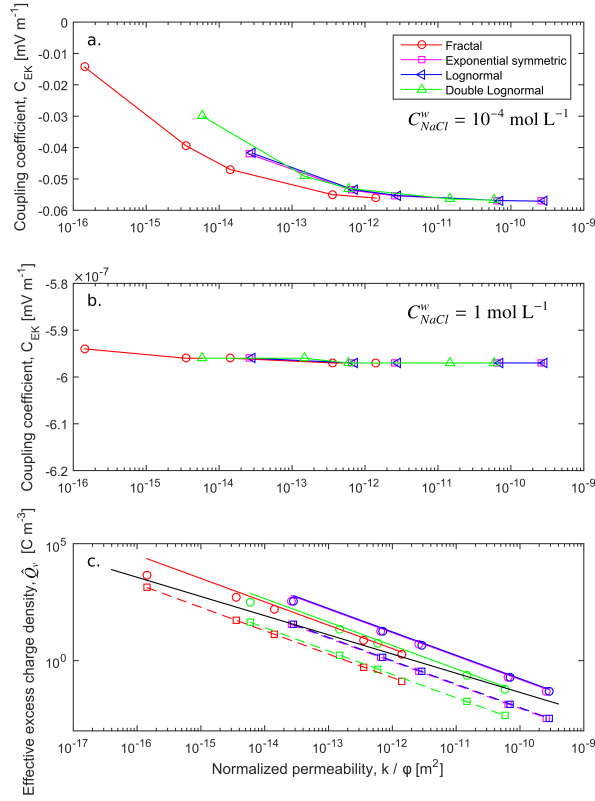 a.
0
-0.01
-0.02
-0.03
-0.04
-0.05
-0.06
Coupling coefficient, C_EK [mV m⁻¹]
Fractal
Exponential symmetric
Lognormal
Double Lognormal
C^w_NaCl = 10⁻⁴ mol L⁻¹
10⁻¹⁶ 10⁻¹⁵ 10⁻¹⁴ 10⁻¹³ 10⁻¹² 10⁻¹¹ 10⁻¹⁰ 10⁻⁹
×10⁻⁷
b.
-5.8
-5.9
-6
-6.1
-6.2
Coupling coefficient, C_EK [mV m⁻¹]
C^w_NaCl = 1 mol L⁻¹
10⁻¹⁶ 10⁻¹⁵ 10⁻¹⁴ 10⁻¹³ 10⁻¹² 10⁻¹¹ 10⁻¹⁰ 10⁻⁹
c.
10⁵
10⁰
Effective excess charge density, Q̂_v [C m⁻³]
10⁻¹⁷ 10⁻¹⁶ 10⁻¹⁵ 10⁻¹⁴ 10⁻¹³ 10⁻¹² 10⁻¹¹ 10⁻¹⁰ 10⁻⁹
Normalized permeability, k / φ [m²]